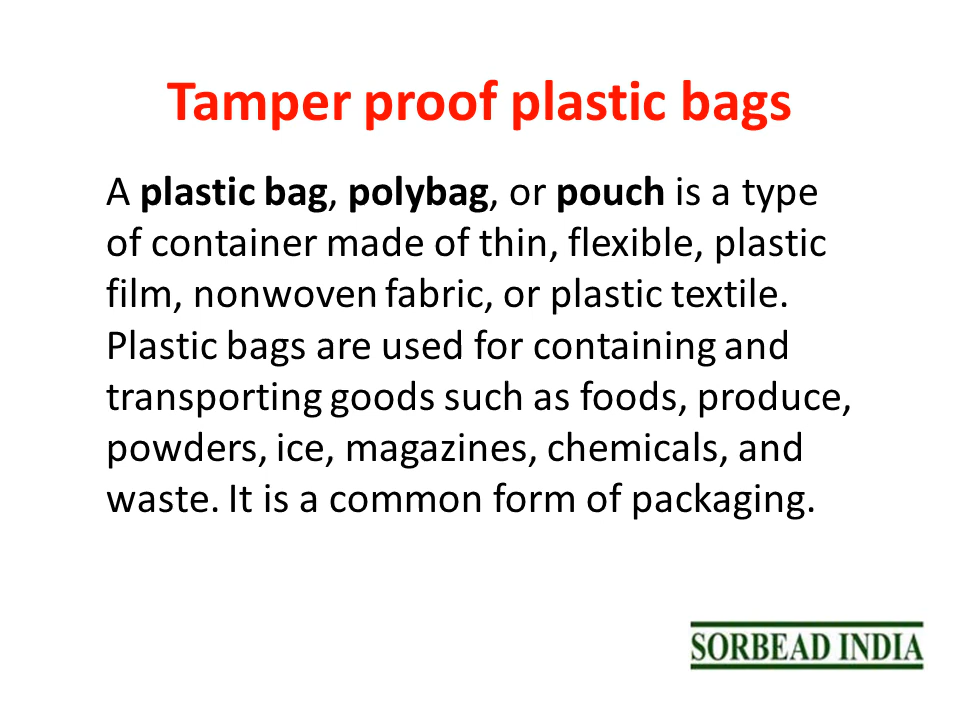 Tamper proof plastic bags
A plastic bag, polybag, or pouch is a type
of container made of thin, flexible, plastic
film, nonwoven fabric, or plastic textile.
Plastic bags are used for containing and
transporting goods such as foods, produce,
powders, ice, magazines, chemicals, and
waste. It is a common form of packaging.
SORBEAD INDIA